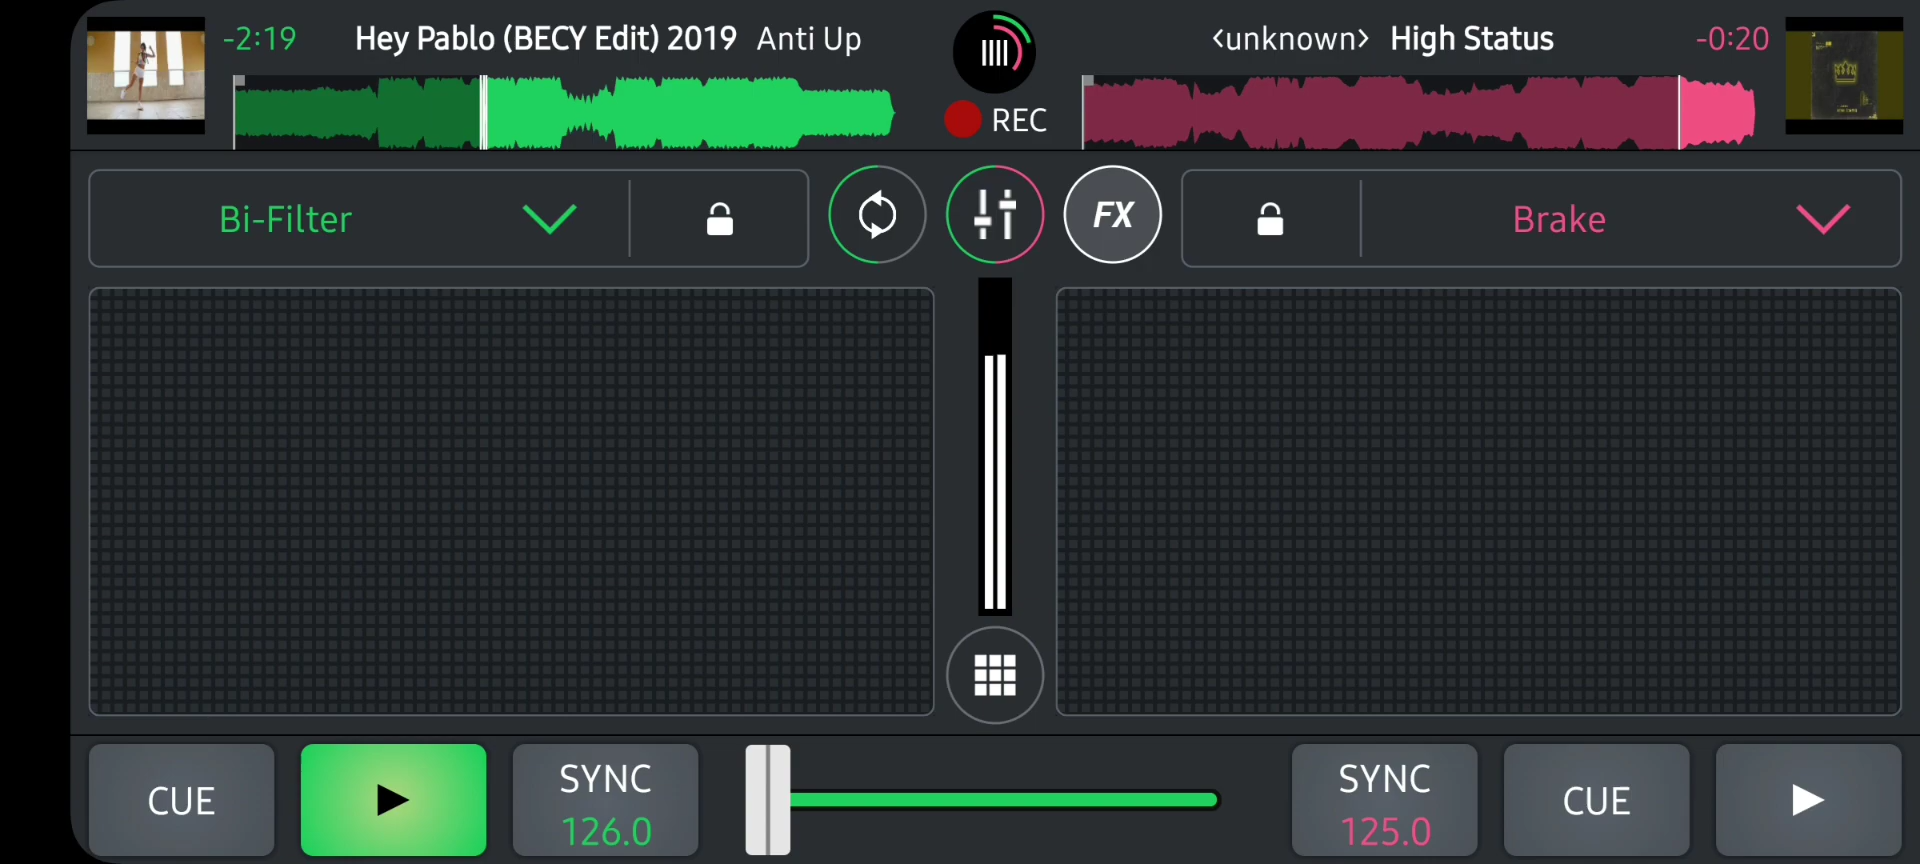 -2:19 Hey Pablo (BECY Edit) 2019 Anti Up
<unknown> High Status -0:20
REC
Bi-Filter
FX
Brake
CUE
SYNC
126.0
SYNC
125.0
CUE